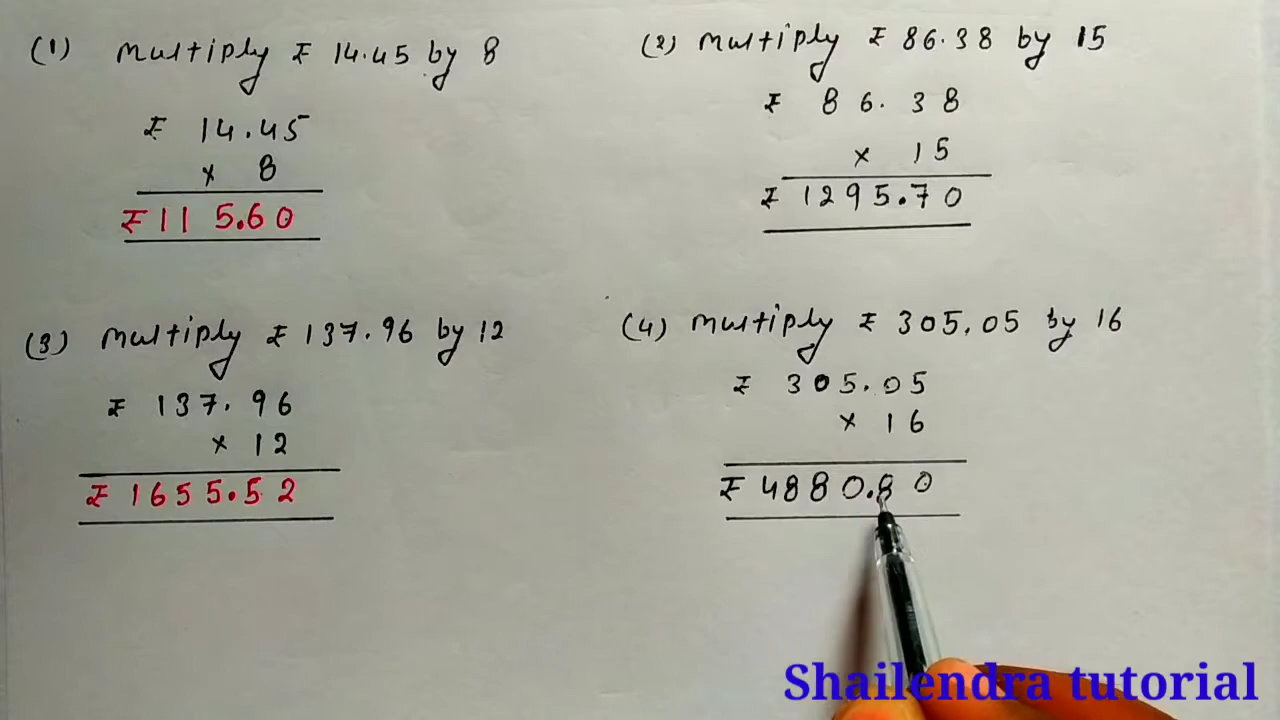 (1) Multiply ₹ 14.45 by 8
₹ 14.45
× 8
₹ 115.60
(2) Multiply ₹ 86.38 by 15
₹ 86.38
× 15
₹ 1295.70
(3) Multiply ₹ 137.96 by 12
₹ 137.96
× 12
₹ 1655.52
(4) Multiply ₹ 305.05 by 16
₹ 305.05
× 16
₹ 4880.80
Shailendra tutorial